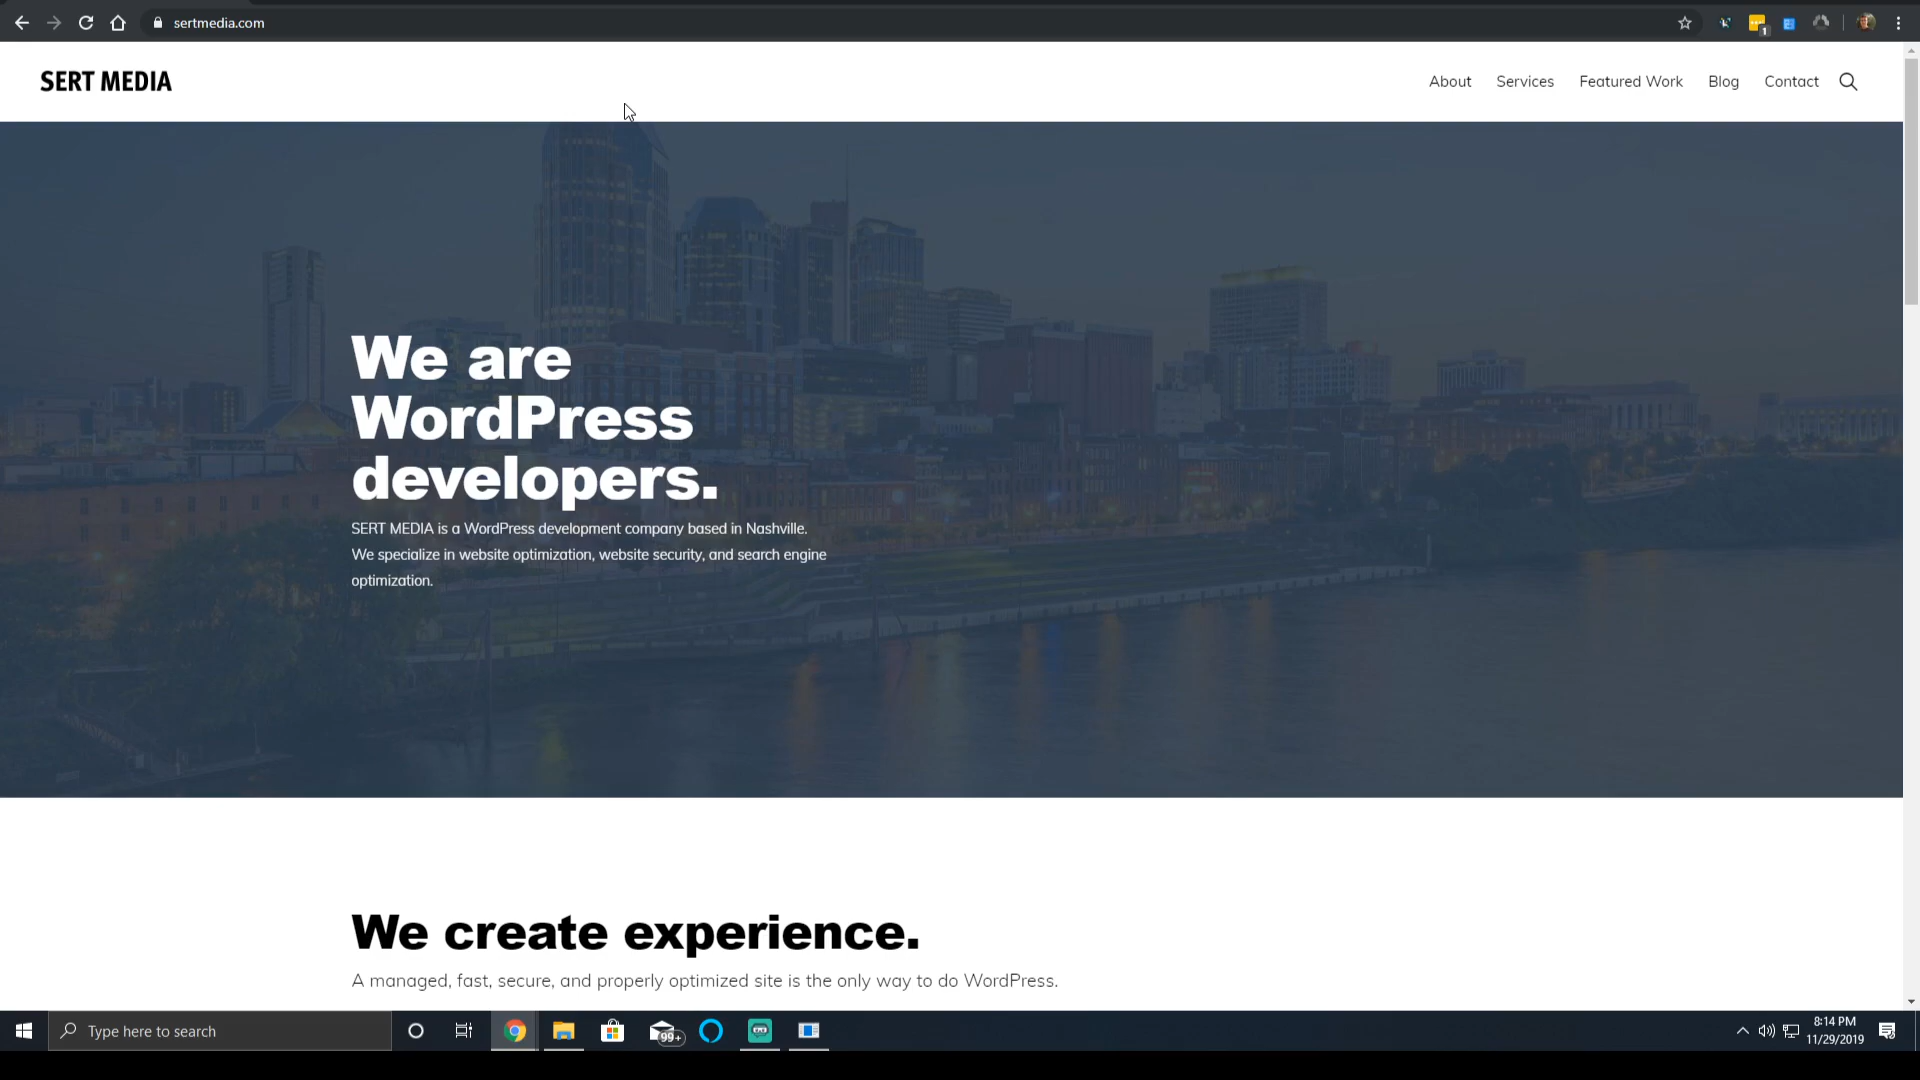 sertmedia.com
1
SERT MEDIA
About Services Featured Work Blog Contact
We are
WordPress
developers.
SERT MEDIA is a WordPress development company based in Nashville.
We specialize in website optimization, website security, and search engine
optimization.
We create experience.
A managed, fast, secure, and properly optimized site is the only way to do WordPress.
Type here to search
99+
8:14 PM
11/29/2019